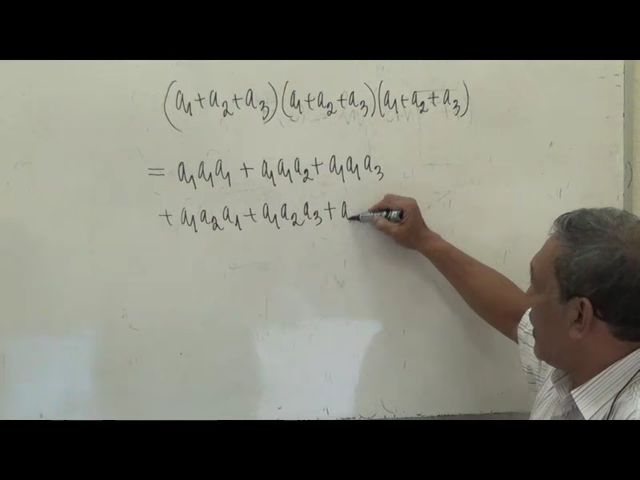 (a₁+a₂+a₃)(a₁+a₂+a₃)(a₁+a₂+a₃)
= a₁a₁a₁ + a₁a₁a₂ + a₁a₁a₃
+ a₁a₂a₁ + a₁a₂a₃ + a